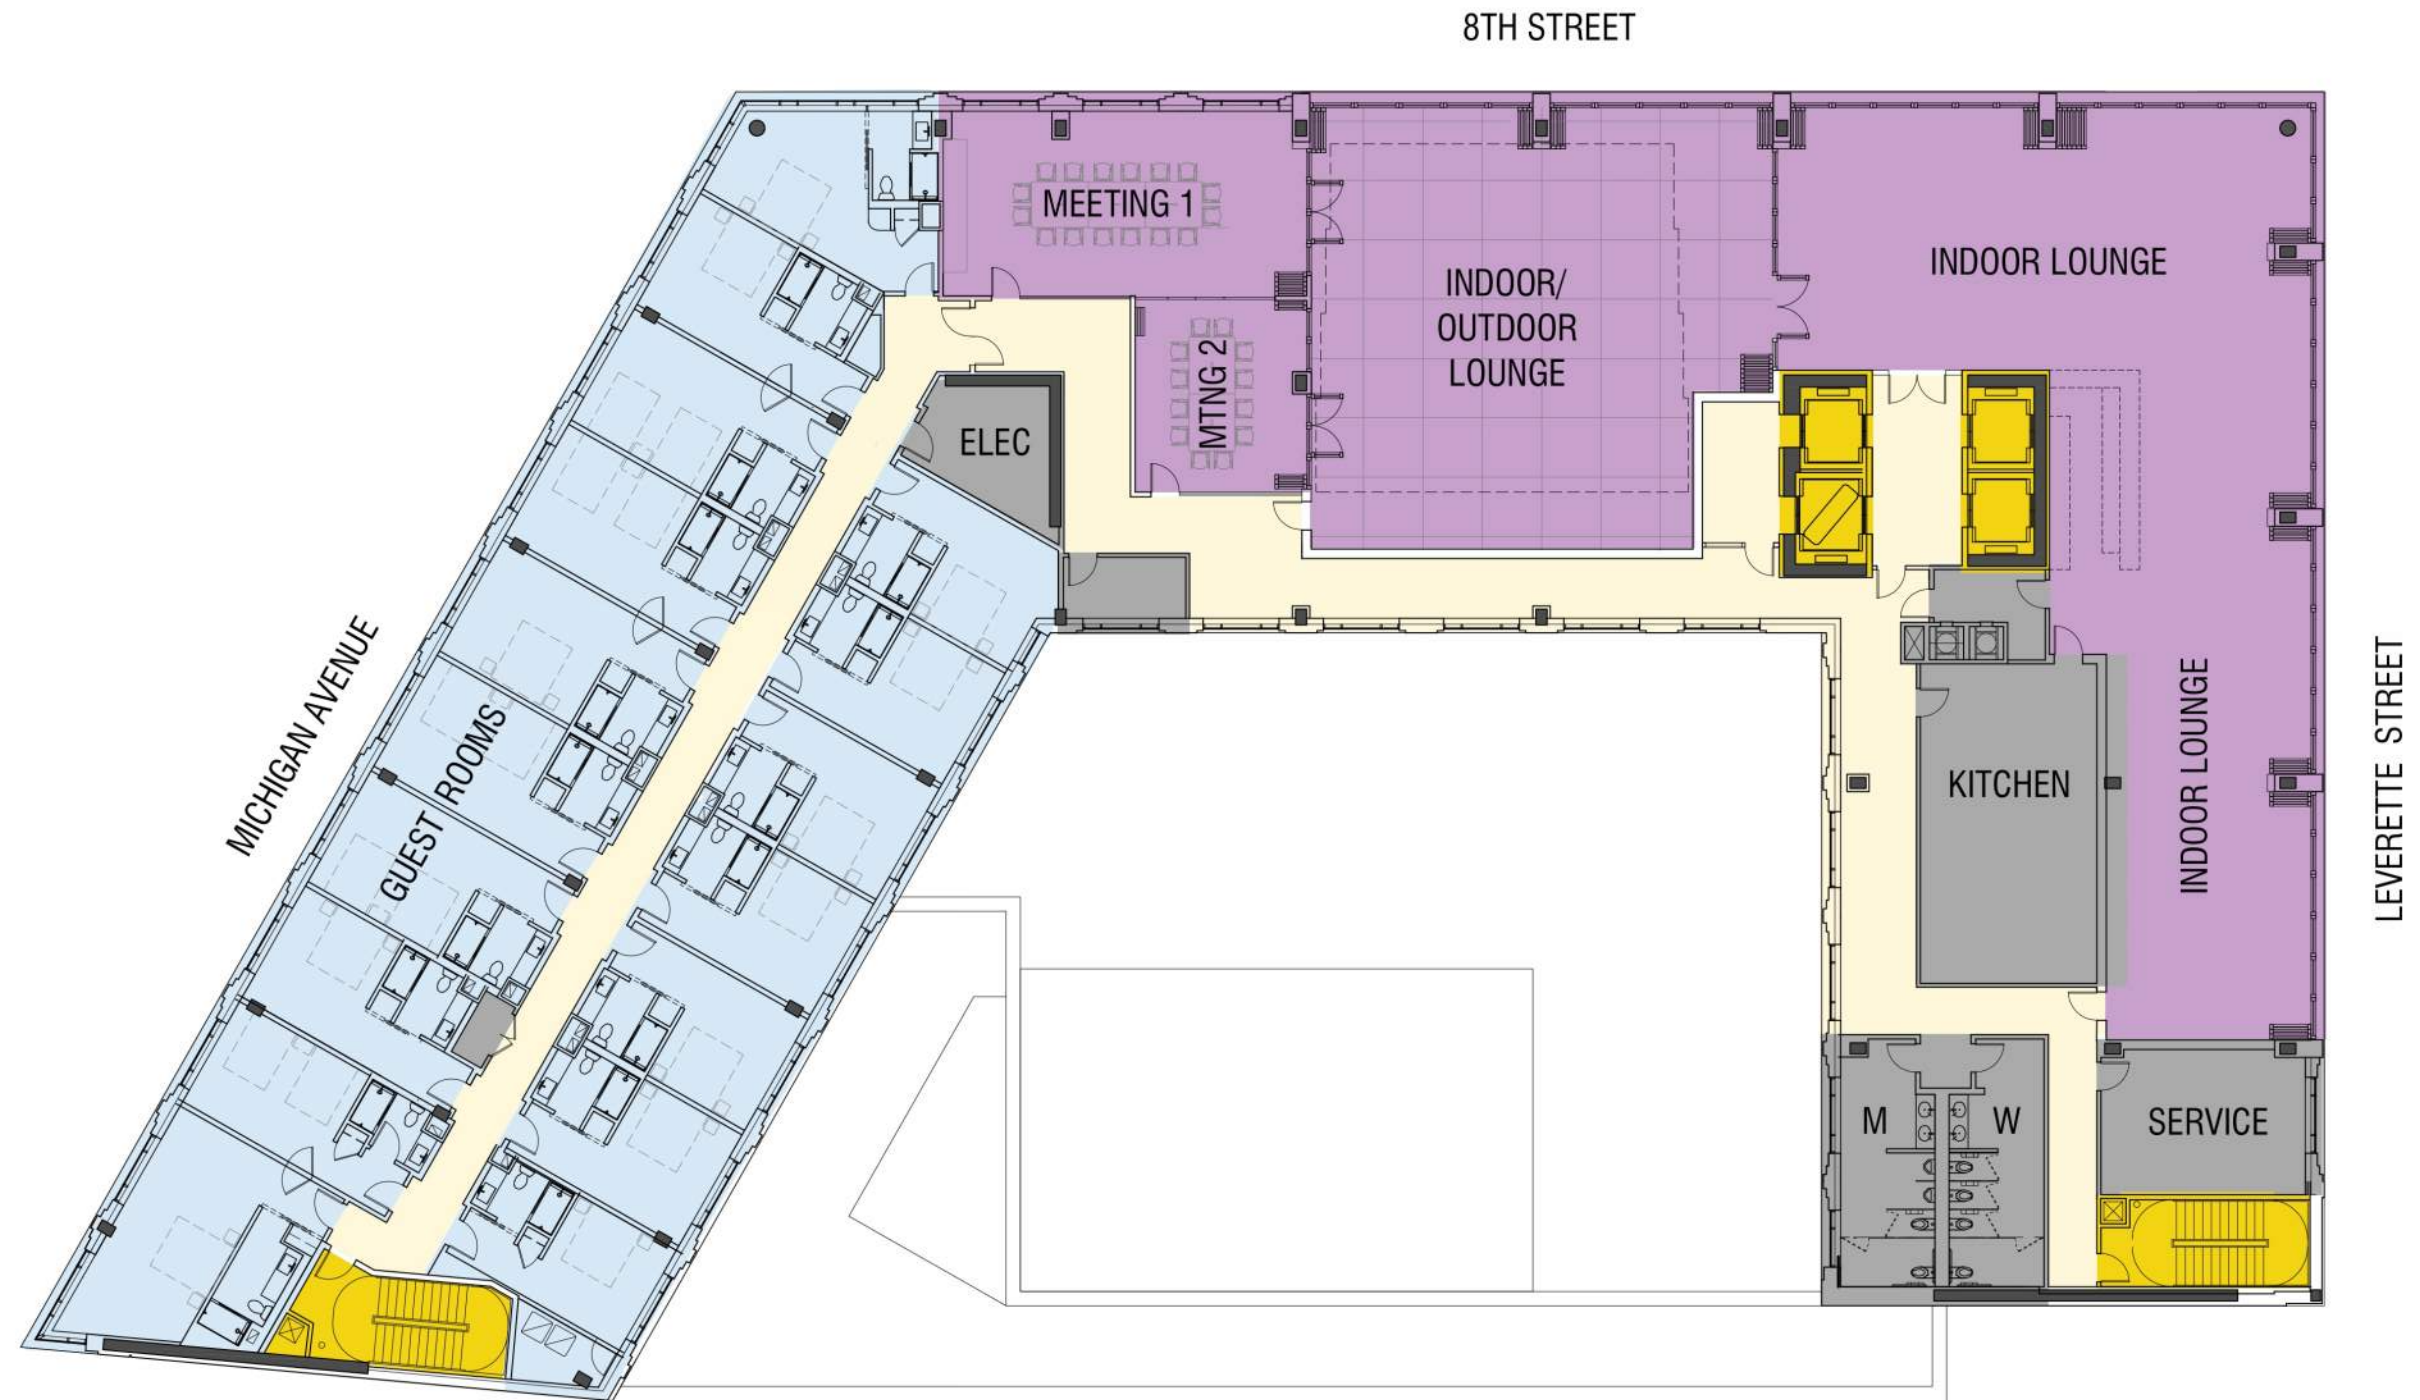 8TH STREET
MEETING 1
INDOOR LOUNGE
INDOOR/
OUTDOOR
LOUNGE
MTNG 2
ELEC
MICHIGAN AVENUE
GUEST ROOMS
KITCHEN
INDOOR LOUNGE
LEVERETTE STREET
M
W
SERVICE